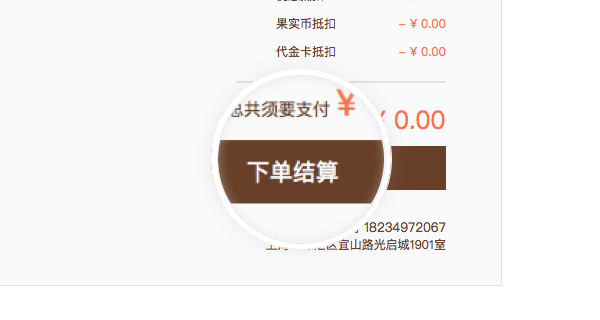 果实币抵扣 － ¥ 0.00
代金卡抵扣 － ¥ 0.00
总共须要支付 ¥
¥ 0.00
下单结算
18234972067
区宜山路光启城1901室